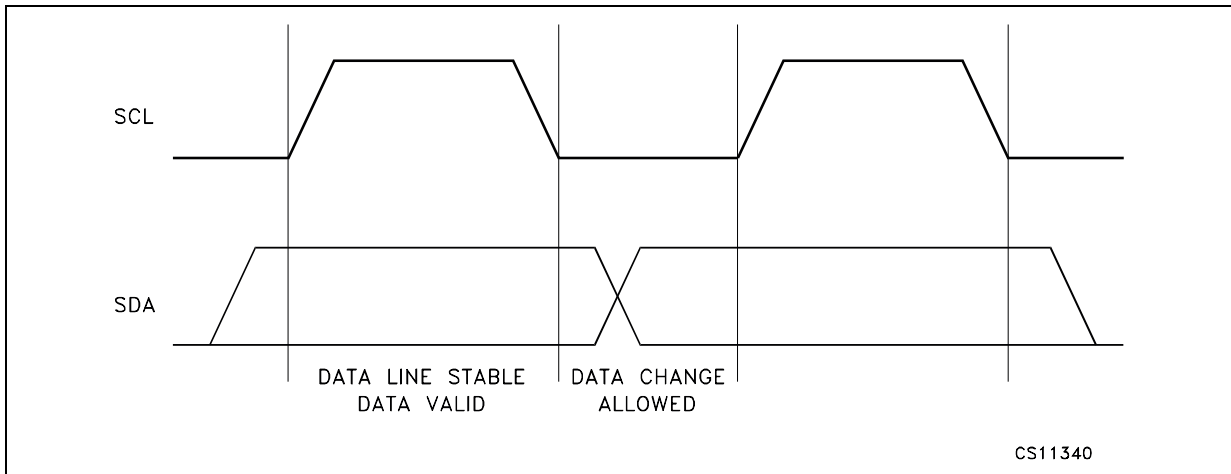 SCL
SDA
DATA LINE STABLE
DATA VALID
DATA CHANGE
ALLOWED
CS11340